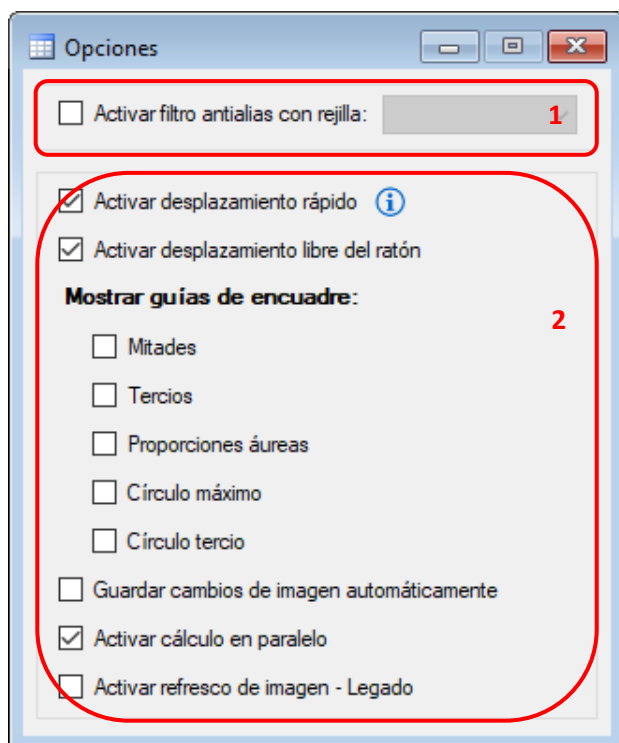 Opciones
Activar filtro antialias con rejilla: 1
Activar desplazamiento rápido
Activar desplazamiento libre del ratón
Mostrar guías de encuadre:
2
Mitades
Tercios
Proporciones áureas
Círculo máximo
Círculo tercio
Guardar cambios de imagen automáticamente
Activar cálculo en paralelo
Activar refresco de imagen - Legado